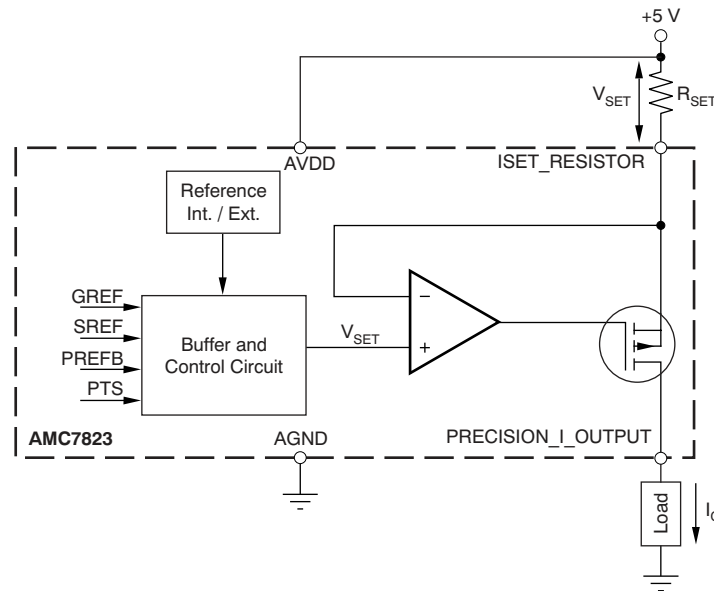 +5 V
VSET
RSET
AVDD
ISET_RESISTOR
Reference
Int. / Ext.
GREF
SREF
PREFB
PTS
Buffer and
Control Circuit
VSET
−
+
AMC7823
AGND
PRECISION_I_OUTPUT
Load